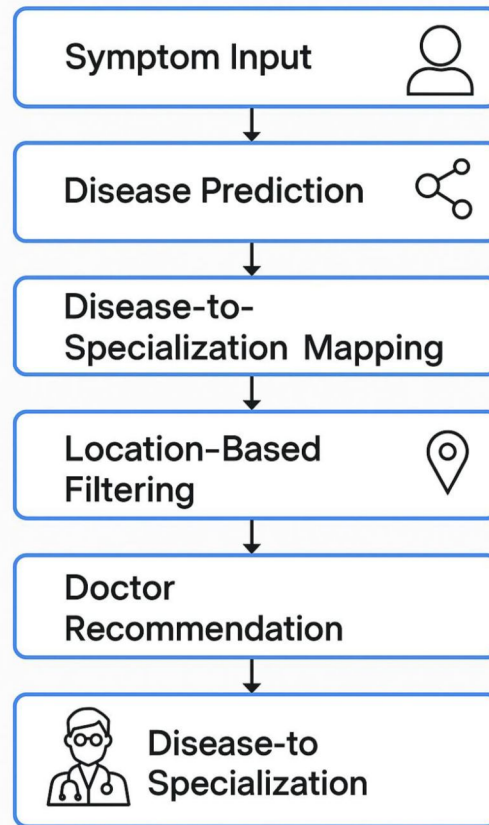 Symptom Input
Disease Prediction
Disease-to-
Specialization Mapping
Location-Based
Filtering
Doctor
Recommendation
Disease-to
Specialization